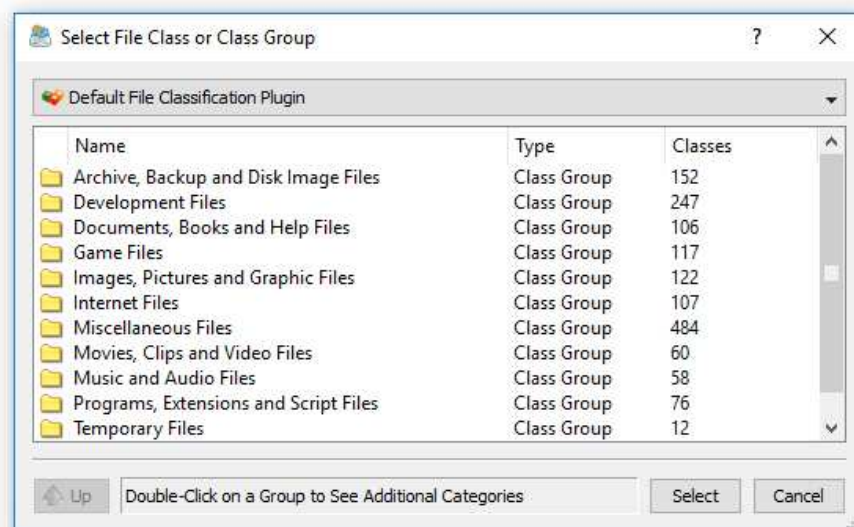 Select File Class or Class Group
Default File Classification Plugin
Name Type Classes
Archive, Backup and Disk Image Files Class Group 152
Development Files Class Group 247
Documents, Books and Help Files Class Group 106
Game Files Class Group 117
Images, Pictures and Graphic Files Class Group 122
Internet Files Class Group 107
Miscellaneous Files Class Group 484
Movies, Clips and Video Files Class Group 60
Music and Audio Files Class Group 58
Programs, Extensions and Script Files Class Group 76
Temporary Files Class Group 12
Up Double-Click on a Group to See Additional Categories Select Cancel